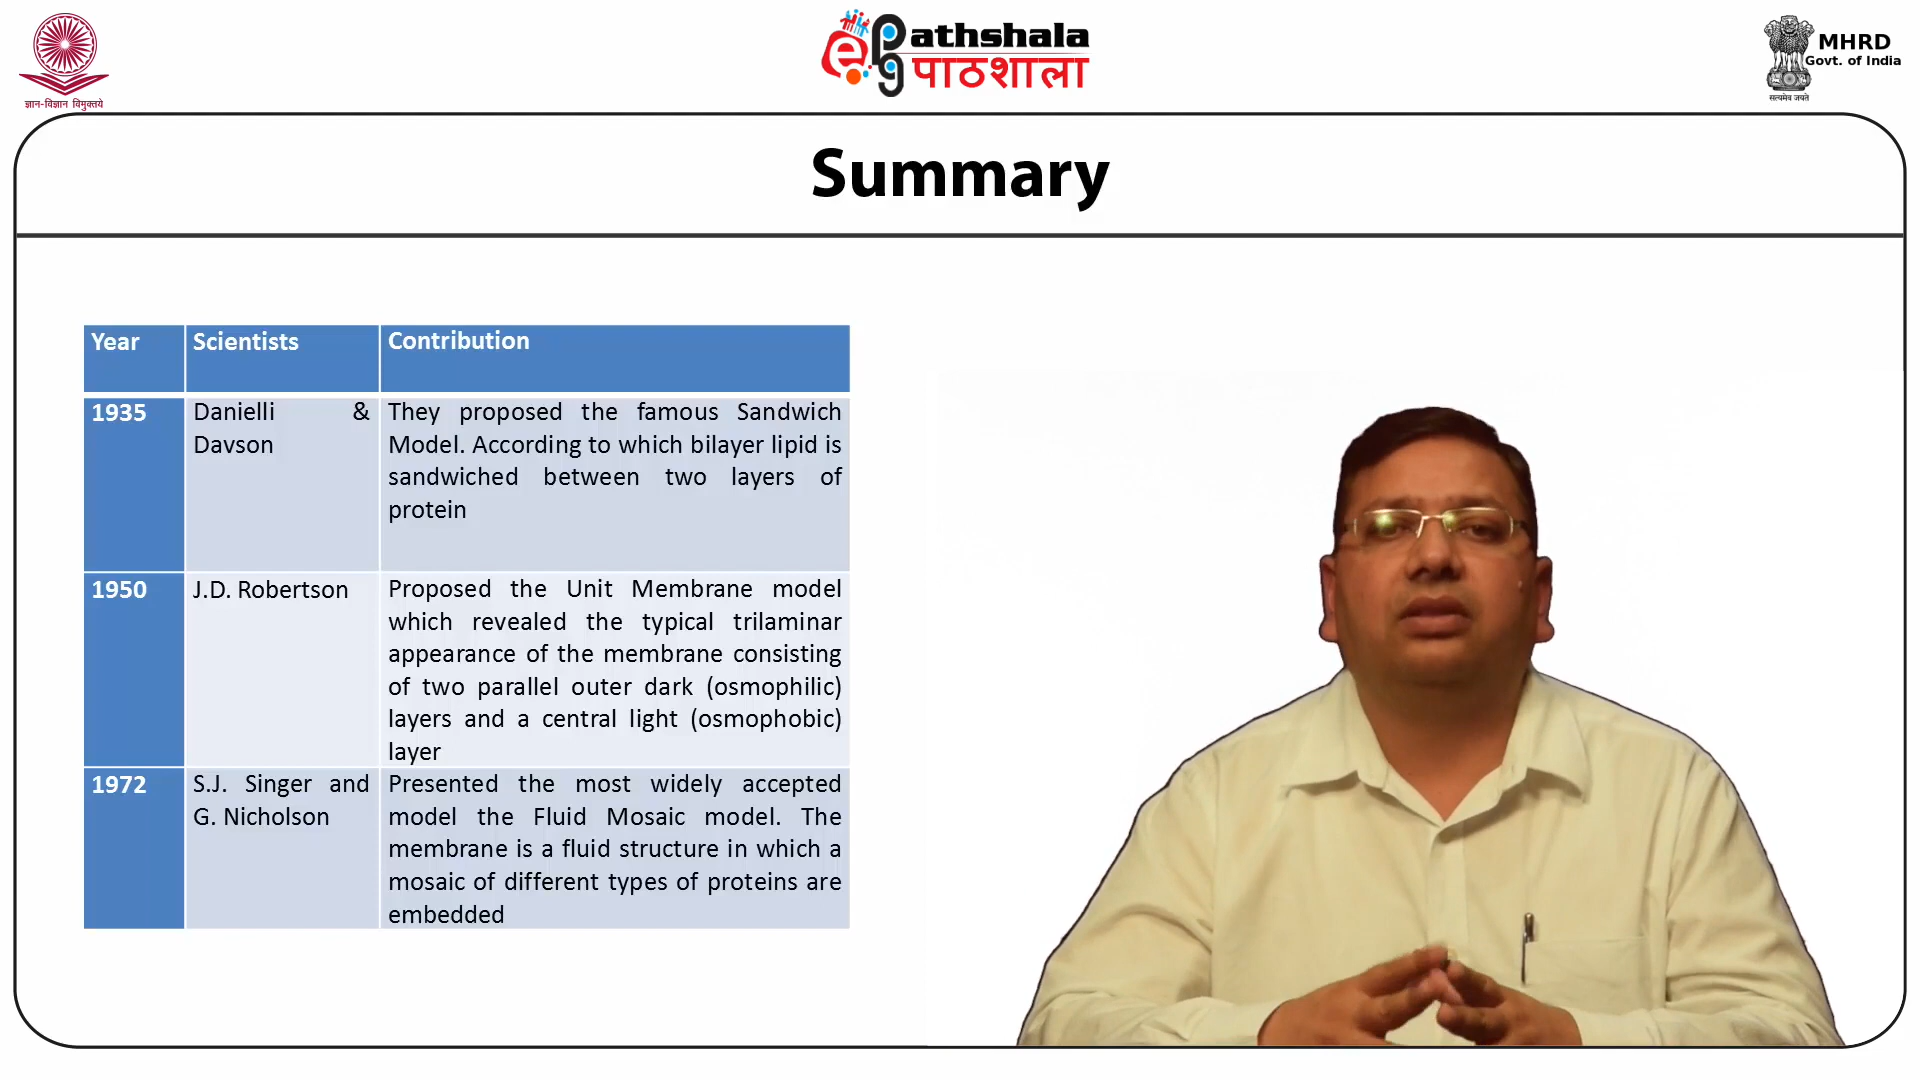 ज्ञान-विज्ञान विमुक्तये
ePathshala
पाठशाला
MHRD
Govt. of India
सत्यमेव जयते
Summary
Year Scientists Contribution
1935 Danielli & They proposed the famous Sandwich
Davson Model. According to which bilayer lipid is
sandwiched between two layers of
protein
1950 J.D. Robertson Proposed the Unit Membrane model
which revealed the typical trilaminar
appearance of the membrane consisting
of two parallel outer dark (osmophilic)
layers and a central light (osmophobic)
layer
1972 S.J. Singer and Presented the most widely accepted
G. Nicholson model the Fluid Mosaic model. The
membrane is a fluid structure in which a
mosaic of different types of proteins are
embedded